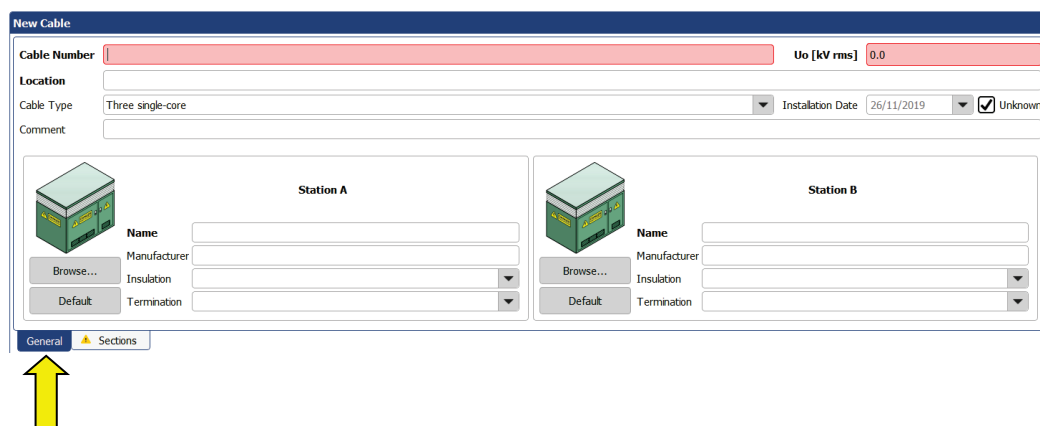 New Cable
Cable Number Uo [kV rms] 0.0
Location
Cable Type Three single-core Installation Date 26/11/2019 Unknown
Comment
Station A
Name
Manufacturer
Browse...
Insulation
Default Termination
Station B
Name
Manufacturer
Browse...
Insulation
Default Termination
General Sections